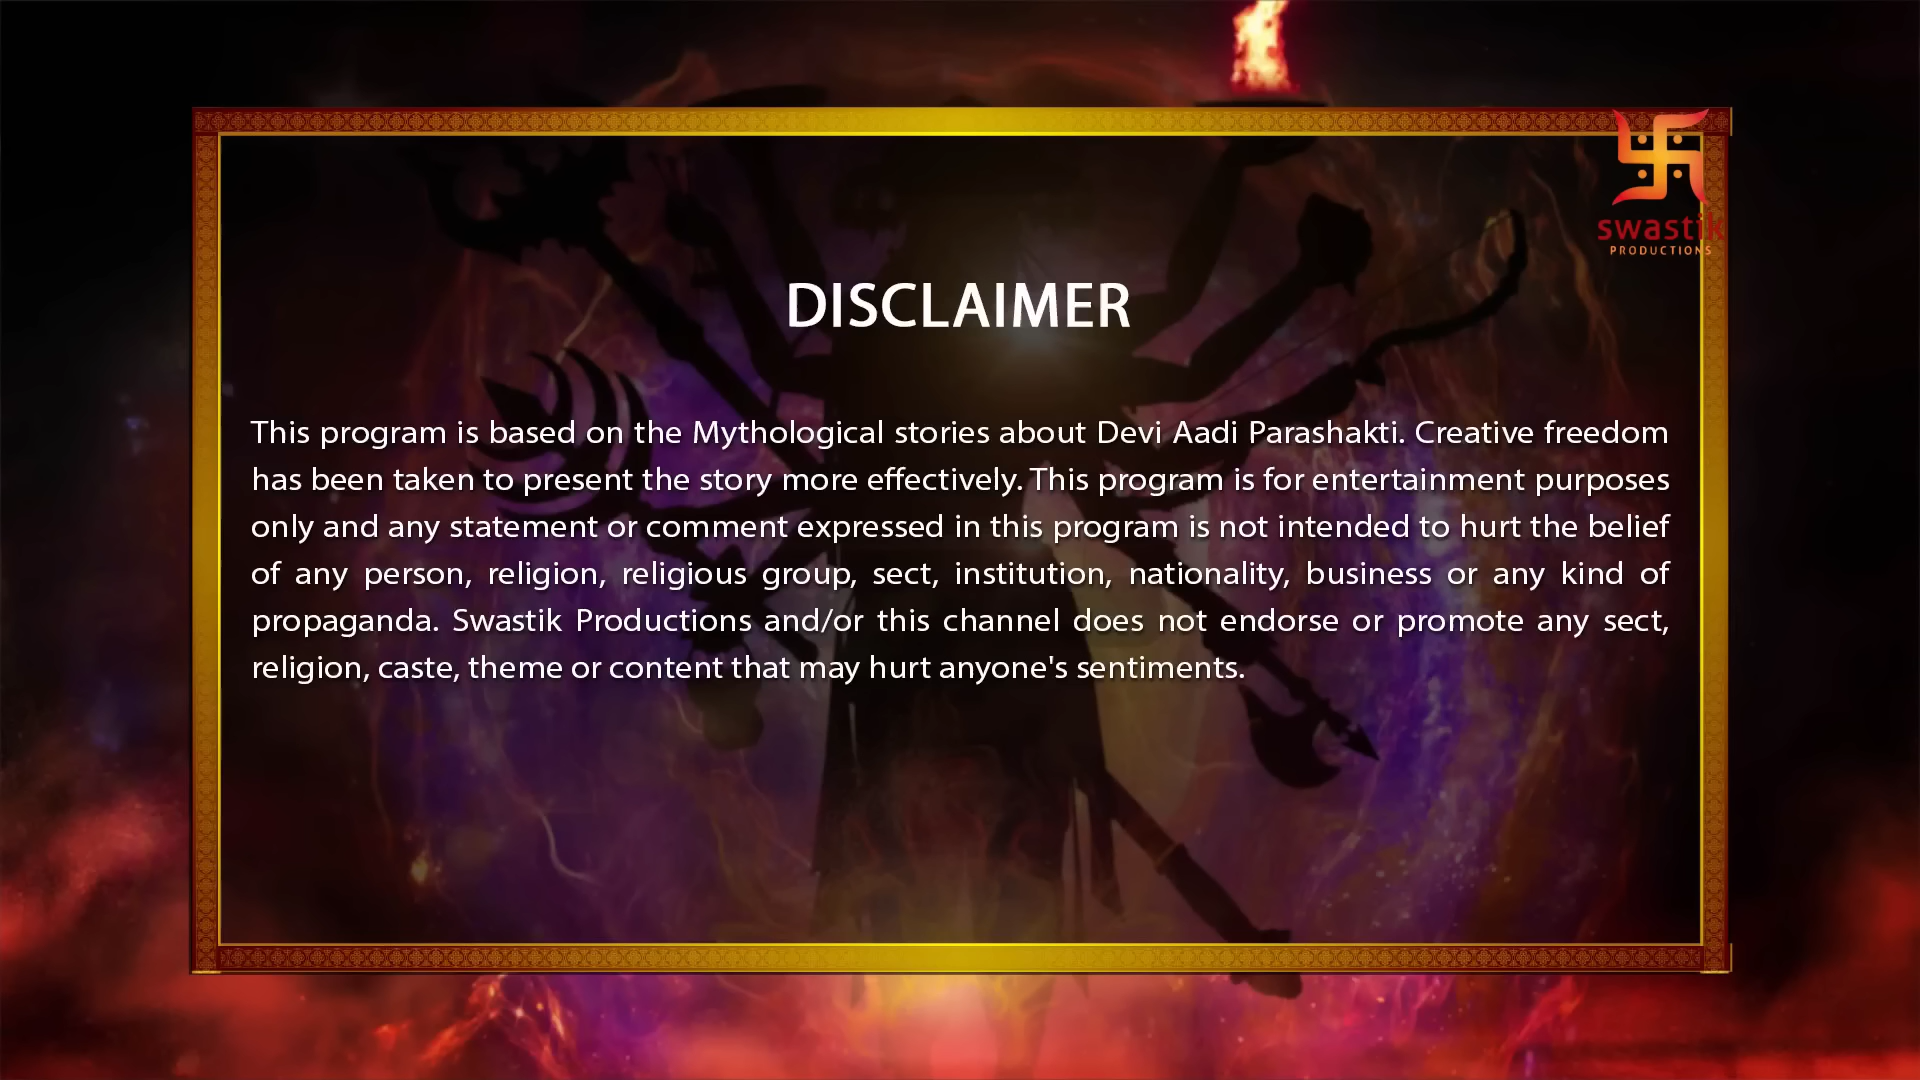 swastik
PRODUCTIONS
DISCLAIMER
This program is based on the Mythological stories about Devi Aadi Parashakti. Creative freedom
has been taken to present the story more effectively. This program is for entertainment purposes
only and any statement or comment expressed in this program is not intended to hurt the belief
of any person, religion, religious group, sect, institution, nationality, business or any kind of
propaganda. Swastik Productions and/or this channel does not endorse or promote any sect,
religion, caste, theme or content that may hurt anyone's sentiments.